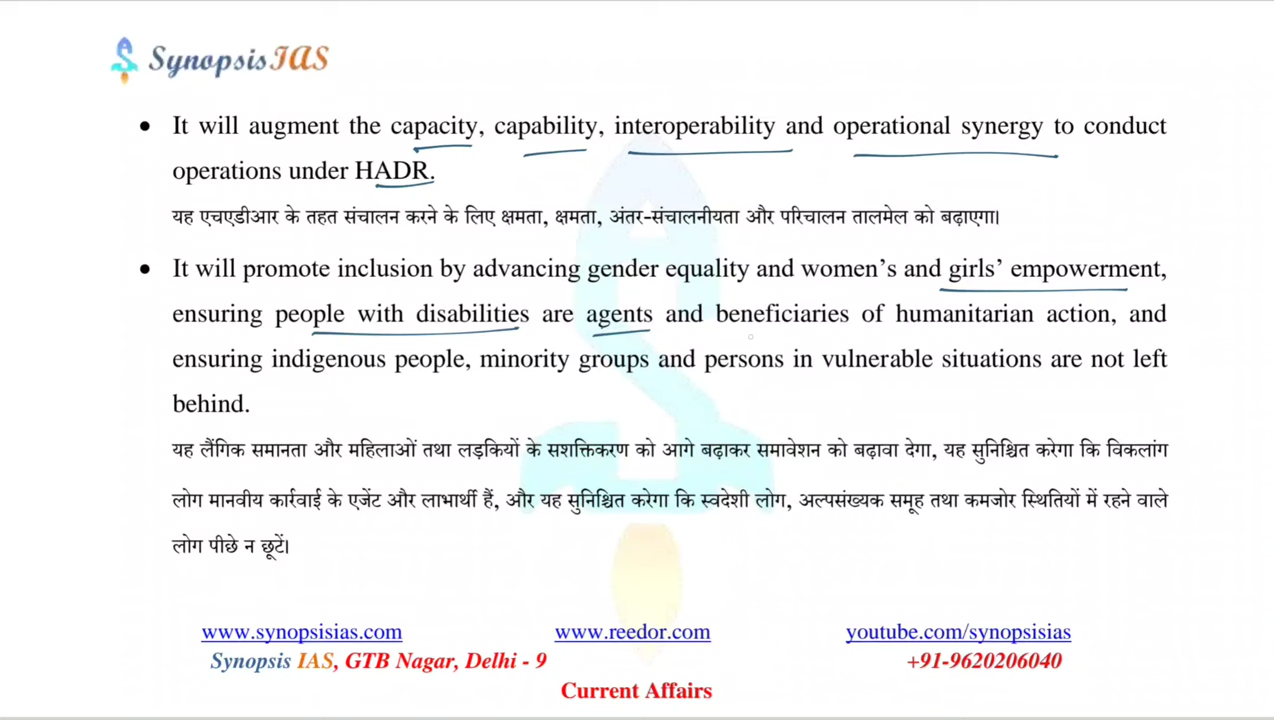 Synopsis IAS
• It will augment the capacity, capability, interoperability and operational synergy to conduct
operations under HADR.
यह एचएडीआर के तहत संचालन करने के लिए क्षमता, क्षमता, अंतर-संचालनीयता और परिचालन तालमेल को बढ़ाएगा।
• It will promote inclusion by advancing gender equality and women’s and girls’ empowerment,
ensuring people with disabilities are agents and beneficiaries of humanitarian action, and
ensuring indigenous people, minority groups and persons in vulnerable situations are not left
behind.
यह लैंगिक समानता और महिलाओं तथा लड़कियों के सशक्तिकरण को आगे बढ़ाकर समावेशन को बढ़ावा देगा, यह सुनिश्चित करेगा कि विकलांग
लोग मानवीय कार्रवाई के एजेंट और लाभार्थी हैं, और यह सुनिश्चित करेगा कि स्वदेशी लोग, अल्पसंख्यक समूह तथा कमजोर स्थितियों में रहने वाले
लोग पीछे न छूटें।
www.synopsisias.com www.reedor.com youtube.com/synopsisias
Synopsis IAS, GTB Nagar, Delhi - 9 +91-9620206040
Current Affairs